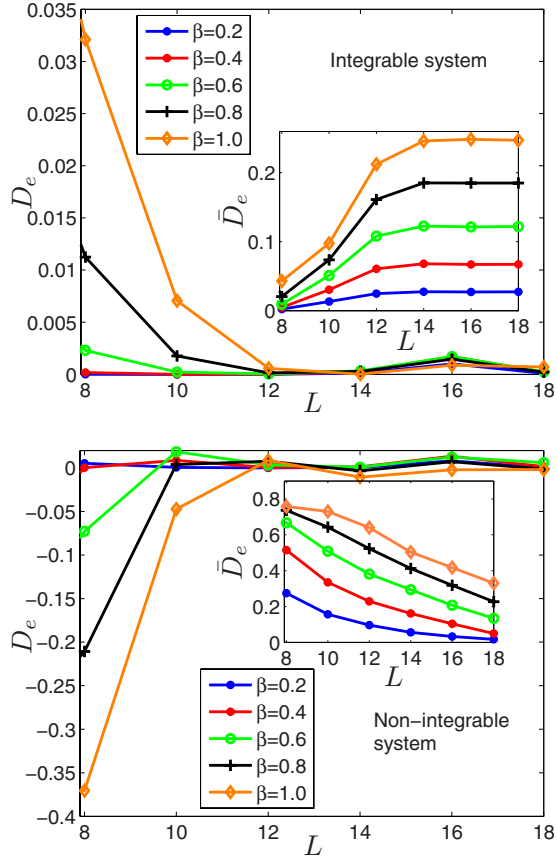 0.035
0.03
0.025
0.02
0.015
0.01
0.005
0
D_e
β=0.2
β=0.4
β=0.6
β=0.8
β=1.0
Integrable system
0.2
0.1
0
D̄_e
8 10 12 14 16 18
L
8 10 12 14 16 18
L
0
-0.05
-0.1
-0.15
-0.2
-0.25
-0.3
-0.35
-0.4
D_e
0.8
0.6
0.4
0.2
0
D̄_e
8 10 12 14 16 18
L
β=0.2
β=0.4
β=0.6
β=0.8
β=1.0
Non-integrable
system
8 10 12 14 16 18
L